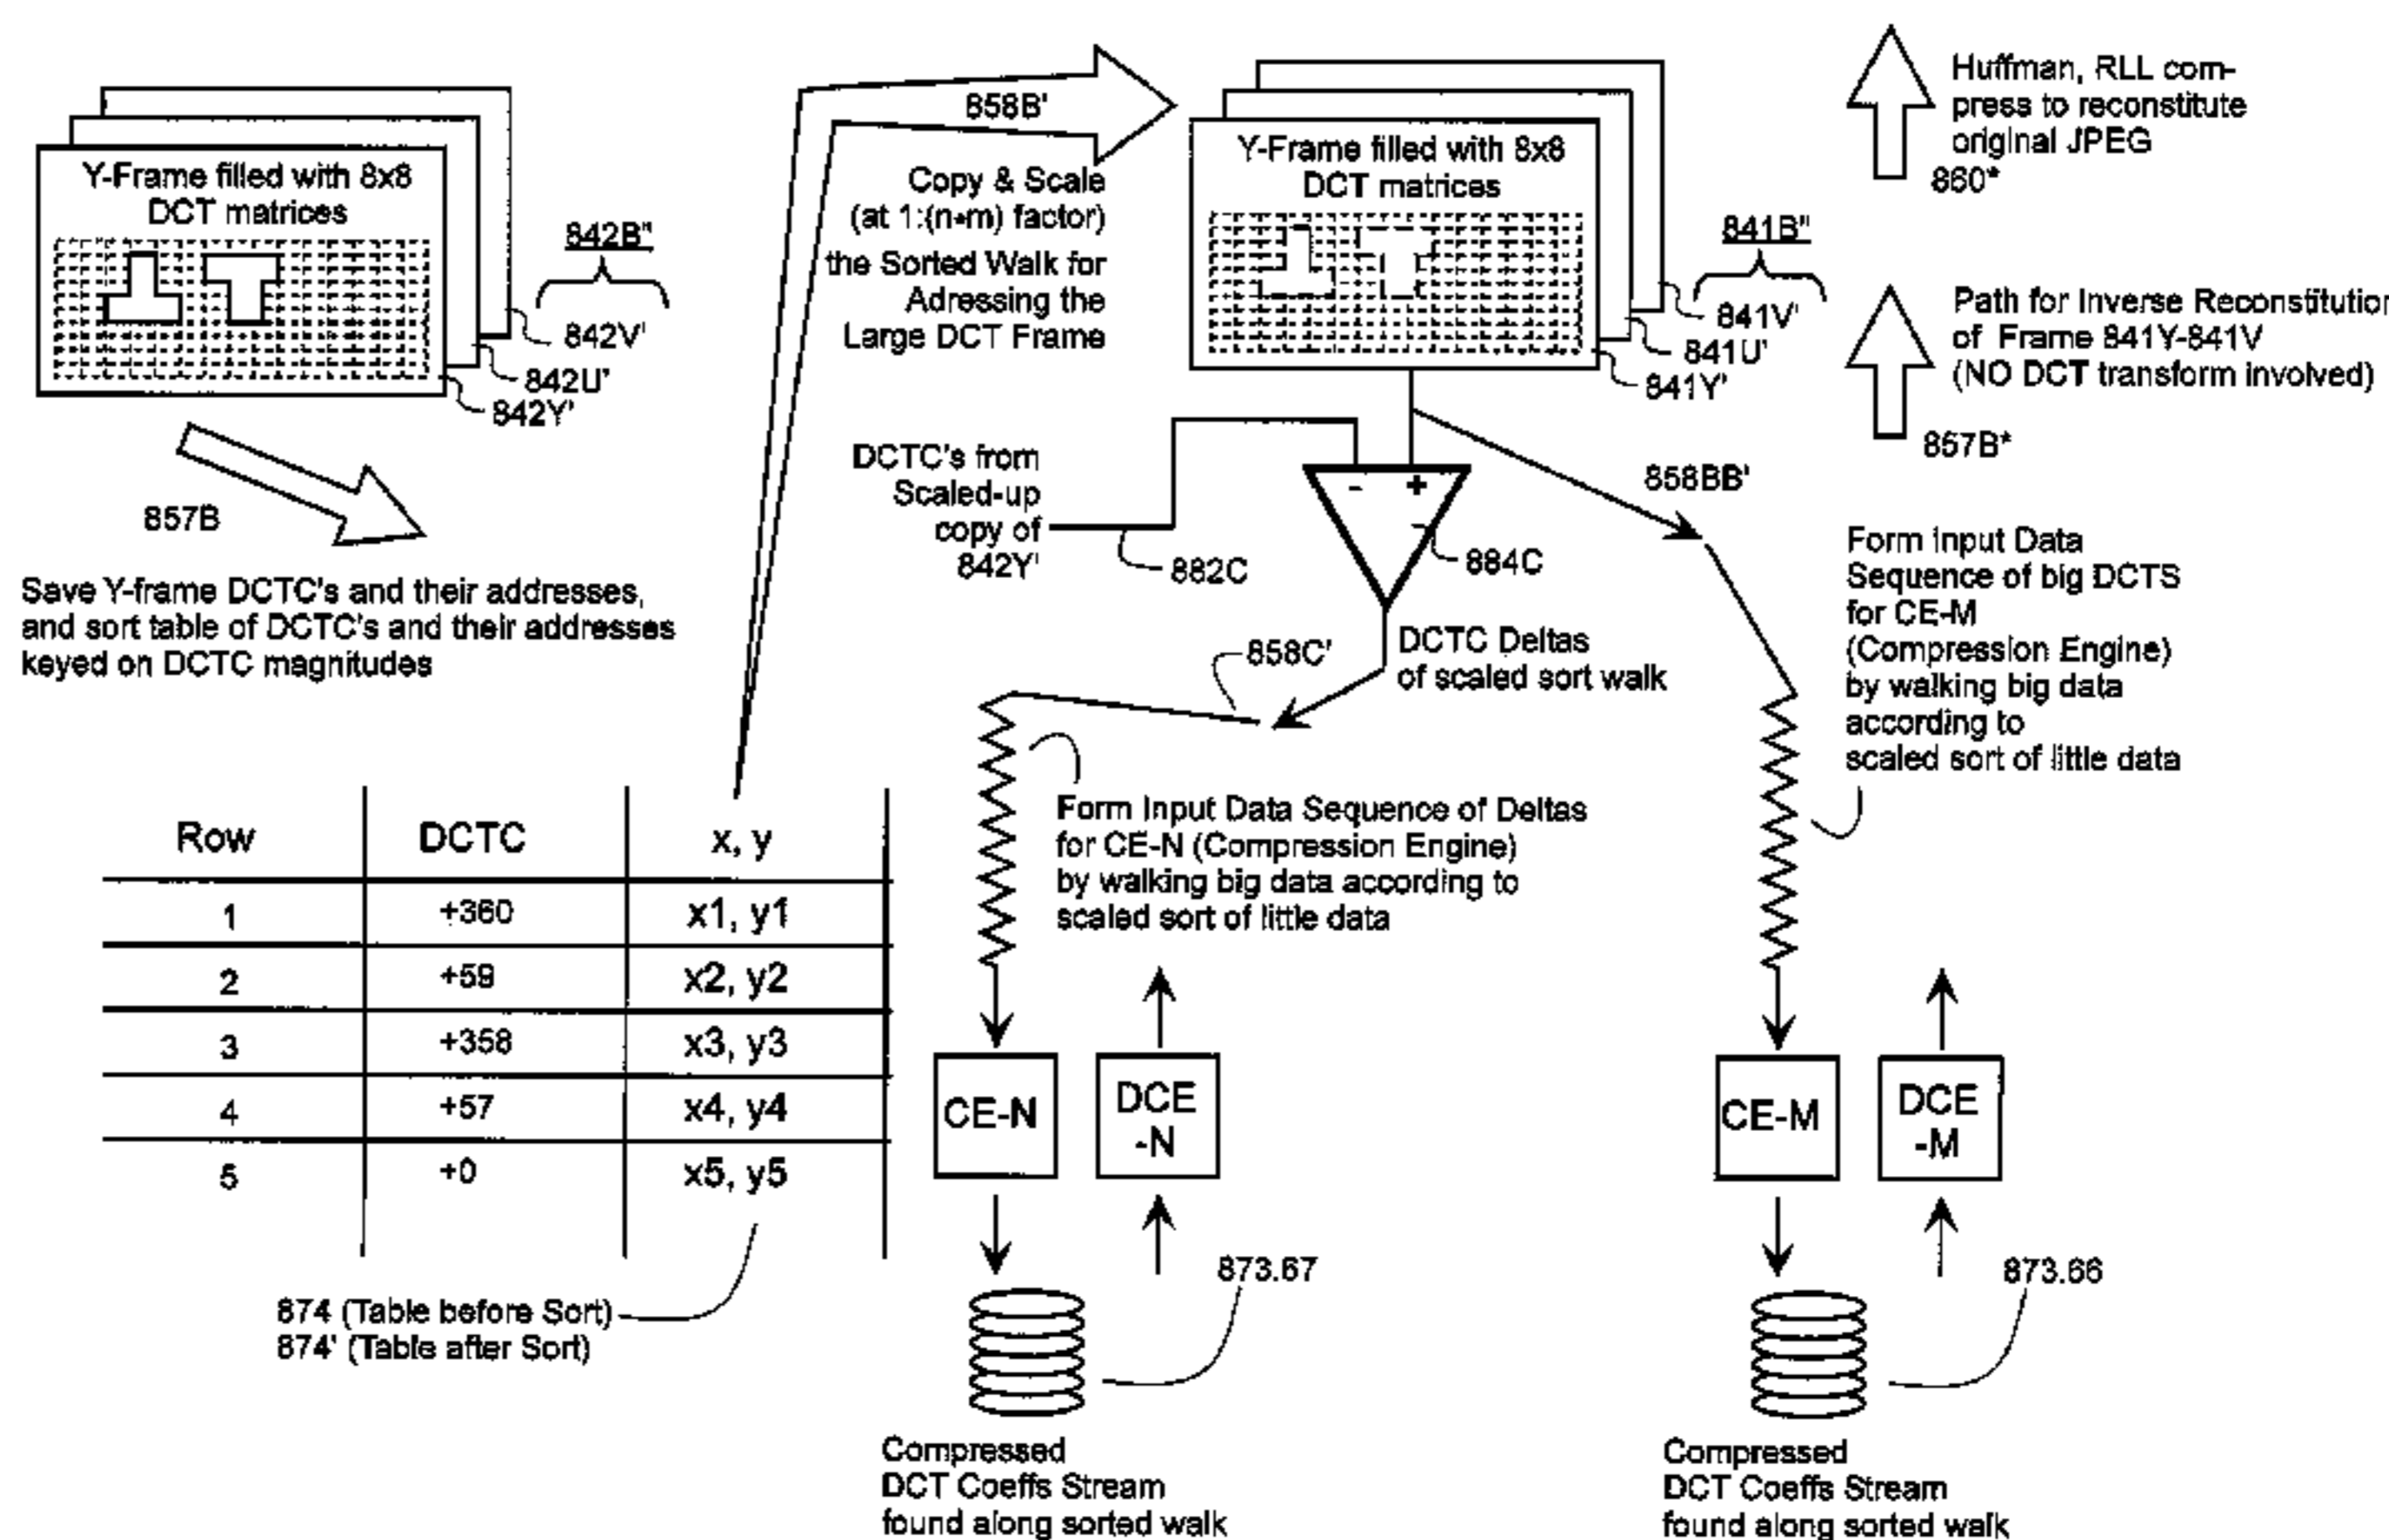 Y-Frame filled with 8x8
DCT matrices
842B"
842V'
842U'
842Y'
857B
Save Y-frame DCTC's and their addresses,
and sort table of DCTC's and their addresses
keyed on DCTC magnitudes
858B'
Copy & Scale
(at 1:(n*m) factor)
the Sorted Walk for
Adressing the
Large DCT Frame
Y-Frame filled with 8x8
DCT matrices
841B"
841V'
841U'
841Y'
Huffman, RLL com-
press to reconstitute
original JPEG
860*
Path for Inverse Reconstitution
of Frame 841Y-841V
(NO DCT transform involved)
857B*
DCTC's from
Scaled-up
copy of
842Y'
882C
- +
-
884C
858BB'
DCTC Deltas
of scaled sort walk
858C'
Form Input Data
Sequence of big DCTS
for CE-M
(Compression Engine)
by walking big data
according to
scaled sort of little data
Form Input Data Sequence of Deltas
for CE-N (Compression Engine)
by walking big data according to
scaled sort of little data
Row DCTC x, y
1 +360 x1, y1
2 +59 x2, y2
3 +358 x3, y3
4 +57 x4, y4
5 +0 x5, y5
874 (Table before Sort)
874' (Table after Sort)
CE-N
DCE
-N
CE-M
DCE
-M
873.67
873.66
Compressed
DCT Coeffs Stream
found along sorted walk
Compressed
DCT Coeffs Stream
found along sorted walk